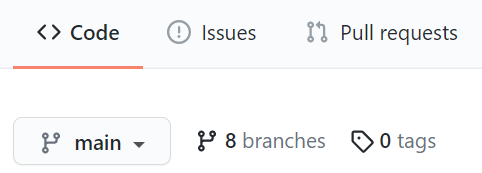 Code Issues Pull requests
main 8 branches 0 tags